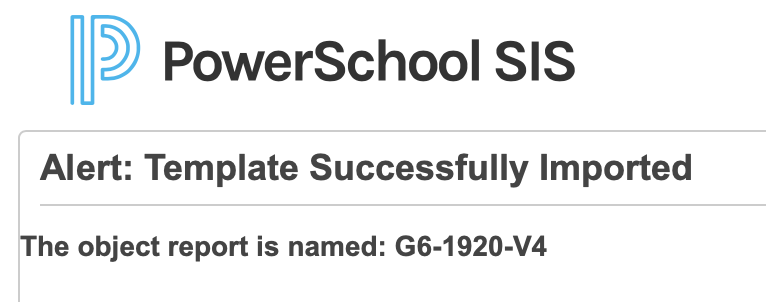 PowerSchool SIS
Alert: Template Successfully Imported
The object report is named: G6-1920-V4